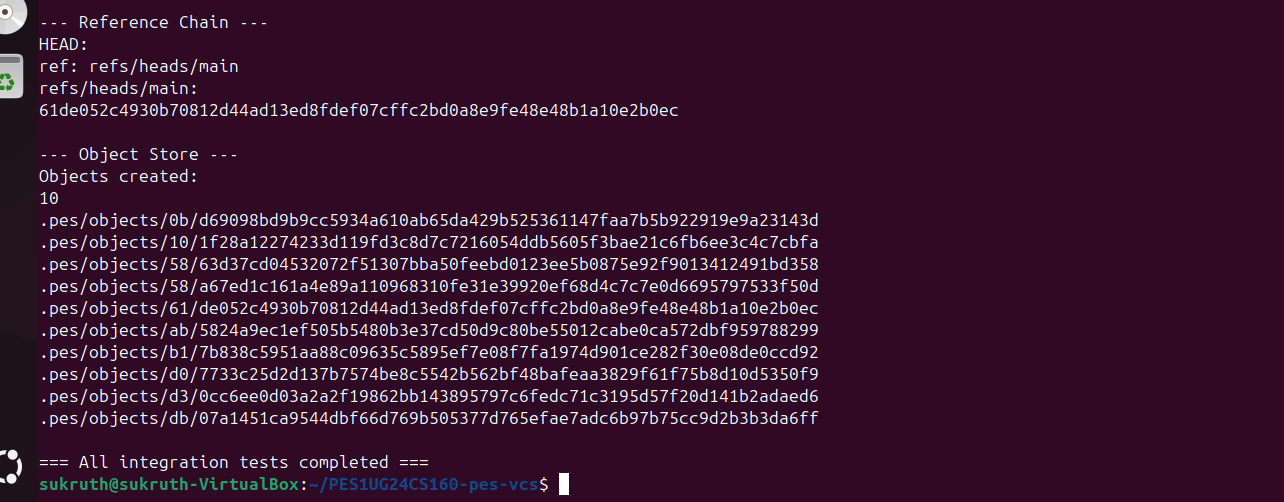 --- Reference Chain ---
HEAD:
ref: refs/heads/main
refs/heads/main:
61de052c4930b70812d44ad13ed8fdef07cffc2bd0a8e9fe48e48b1a10e2b0ec
--- Object Store ---
Objects created:
10
.pes/objects/0b/d69098bd9b9cc5934a610ab65da429b525361147faa7b5b922919e9a23143d
.pes/objects/10/1f28a12274233d119fd3c8d7c7216054ddb5605f3bae21c6fb6ee3c4c7cbfa
.pes/objects/58/63d37cd04532072f51307bba50feebd0123ee5b0875e92f9013412491bd358
.pes/objects/58/a67ed1c161a4e89a110968310fe31e39920ef68d4c7c7e0d6695797533f50d
.pes/objects/61/de052c4930b70812d44ad13ed8fdef07cffc2bd0a8e9fe48e48b1a10e2b0ec
.pes/objects/ab/5824a9ec1ef505b5480b3e37cd50d9c80be55012cabe0ca572dbf959788299
.pes/objects/b1/7b838c5951aa88c09635c5895ef7e08f7fa1974d901ce282f30e08de0ccd92
.pes/objects/d0/7733c25d2d137b7574be8c5542b562bf48bafeaa3829f61f75b8d10d5350f9
.pes/objects/d3/0cc6ee0d03a2a2f19862bb143895797c6fedc71c3195d57f20d141b2adaed6
.pes/objects/db/07a1451ca9544dbf66d769b505377d765efae7adc6b97b75cc9d2b3b3da6ff
=== All integration tests completed ===
sukruth@sukruth-VirtualBox:~/PES1UG24CS160-pes-vcs$